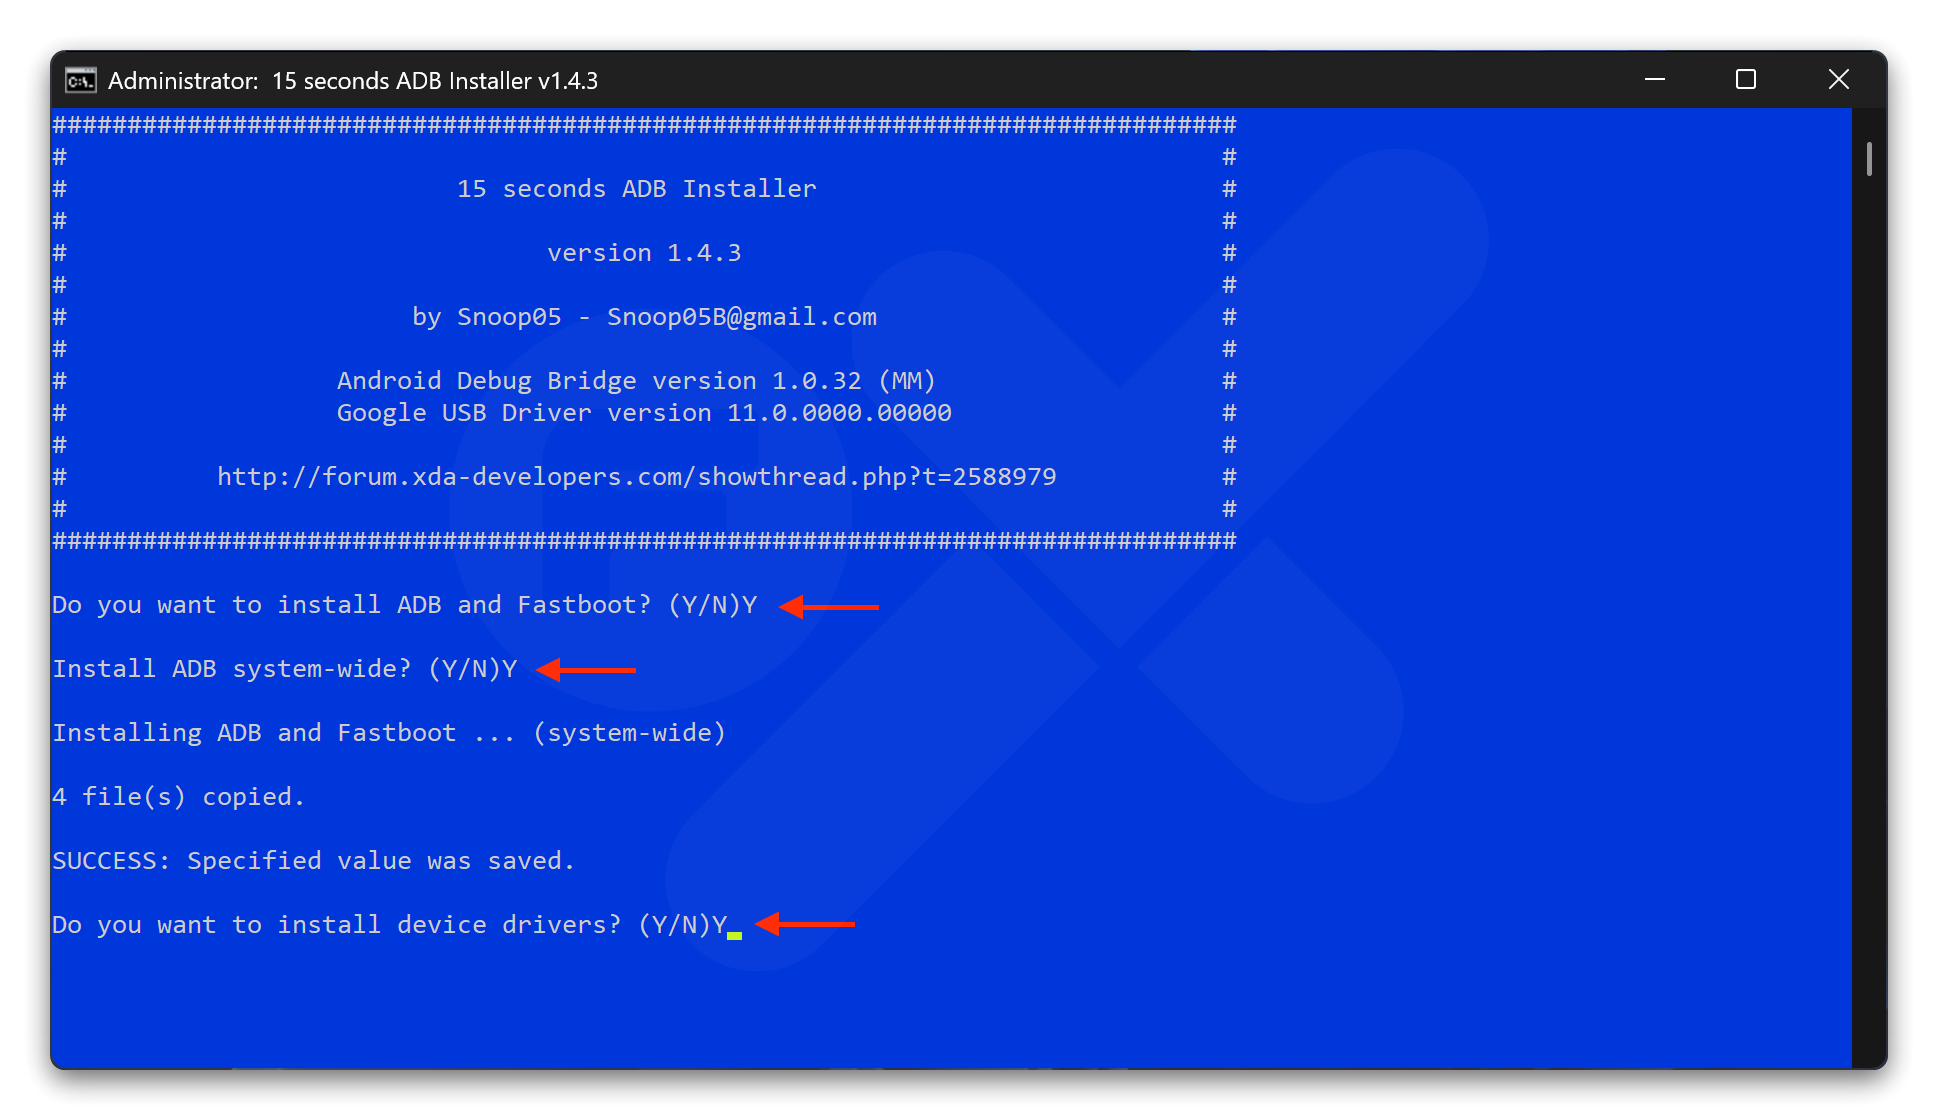 Administrator:  15 seconds ADB Installer v1.4.3
###############################################################################
#                                                                             #
#                          15 seconds ADB Installer                           #
#                                                                             #
#                                version 1.4.3                                #
#                                                                             #
#                       by Snoop05 - Snoop05B@gmail.com                       #
#                                                                             #
#                  Android Debug Bridge version 1.0.32 (MM)                   #
#                  Google USB Driver version 11.0.0000.00000                  #
#                                                                             #
#          http://forum.xda-developers.com/showthread.php?t=2588979           #
#                                                                             #
###############################################################################
Do you want to install ADB and Fastboot? (Y/N)Y
Install ADB system-wide? (Y/N)Y
Installing ADB and Fastboot ... (system-wide)
4 file(s) copied.
SUCCESS: Specified value was saved.
Do you want to install device drivers? (Y/N)Y